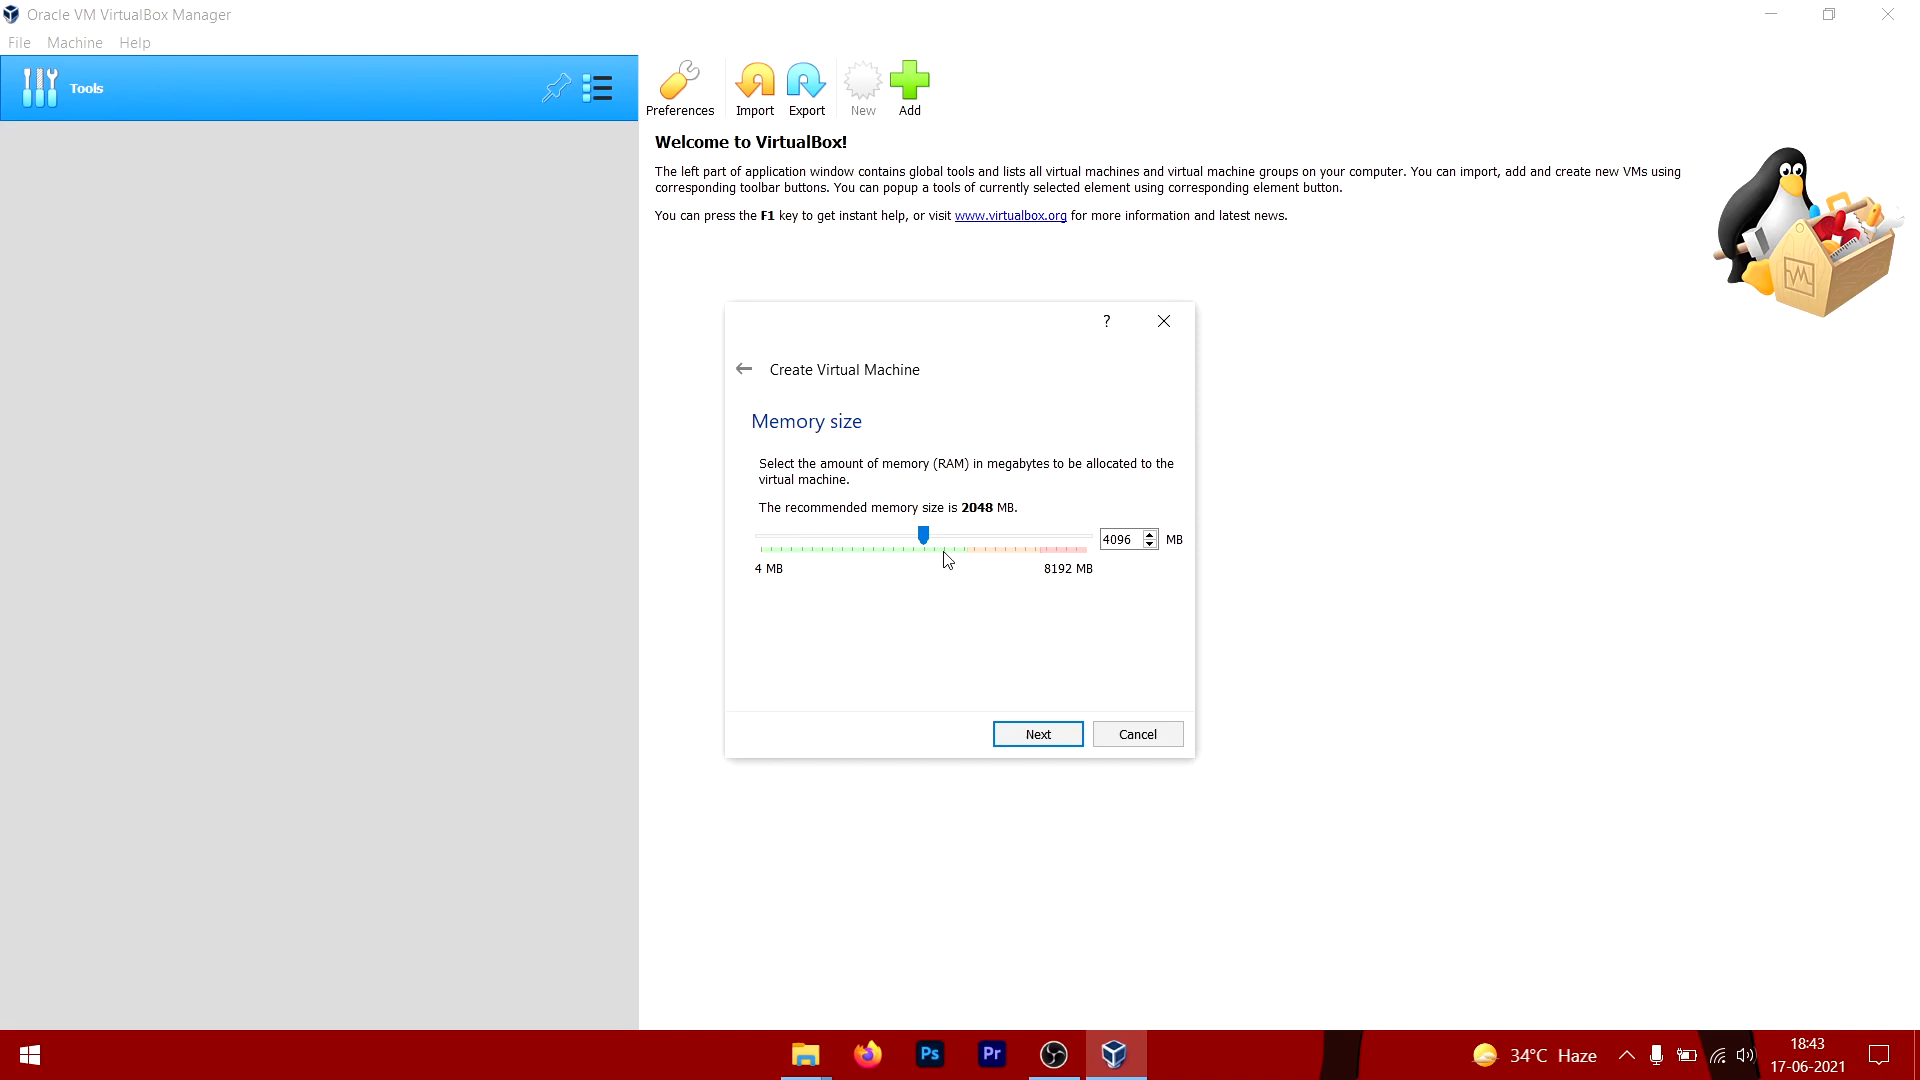 Oracle VM VirtualBox Manager
File Machine Help
Tools
Preferences Import Export New Add
Welcome to VirtualBox!
The left part of application window contains global tools and lists all virtual machines and virtual machine groups on your computer. You can import, add and create new VMs using
corresponding toolbar buttons. You can popup a tools of currently selected element using corresponding element button.
You can press the F1 key to get instant help, or visit www.virtualbox.org for more information and latest news.
?
Create Virtual Machine
Memory size
Select the amount of memory (RAM) in megabytes to be allocated to the
virtual machine.
The recommended memory size is 2048 MB.
4096 MB
4 MB 8192 MB
Next Cancel
Ps Pr
34°C Haze
18:43
17-06-2021